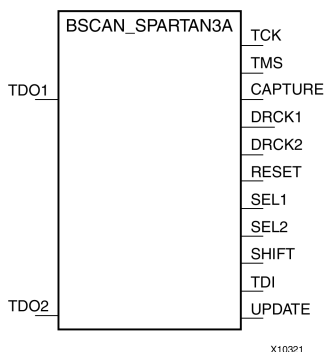 BSCAN_SPARTAN3A
TCK
TMS
TDO1
CAPTURE
DRCK1
DRCK2
RESET
SEL1
SEL2
SHIFT
TDI
TDO2
UPDATE
X10321